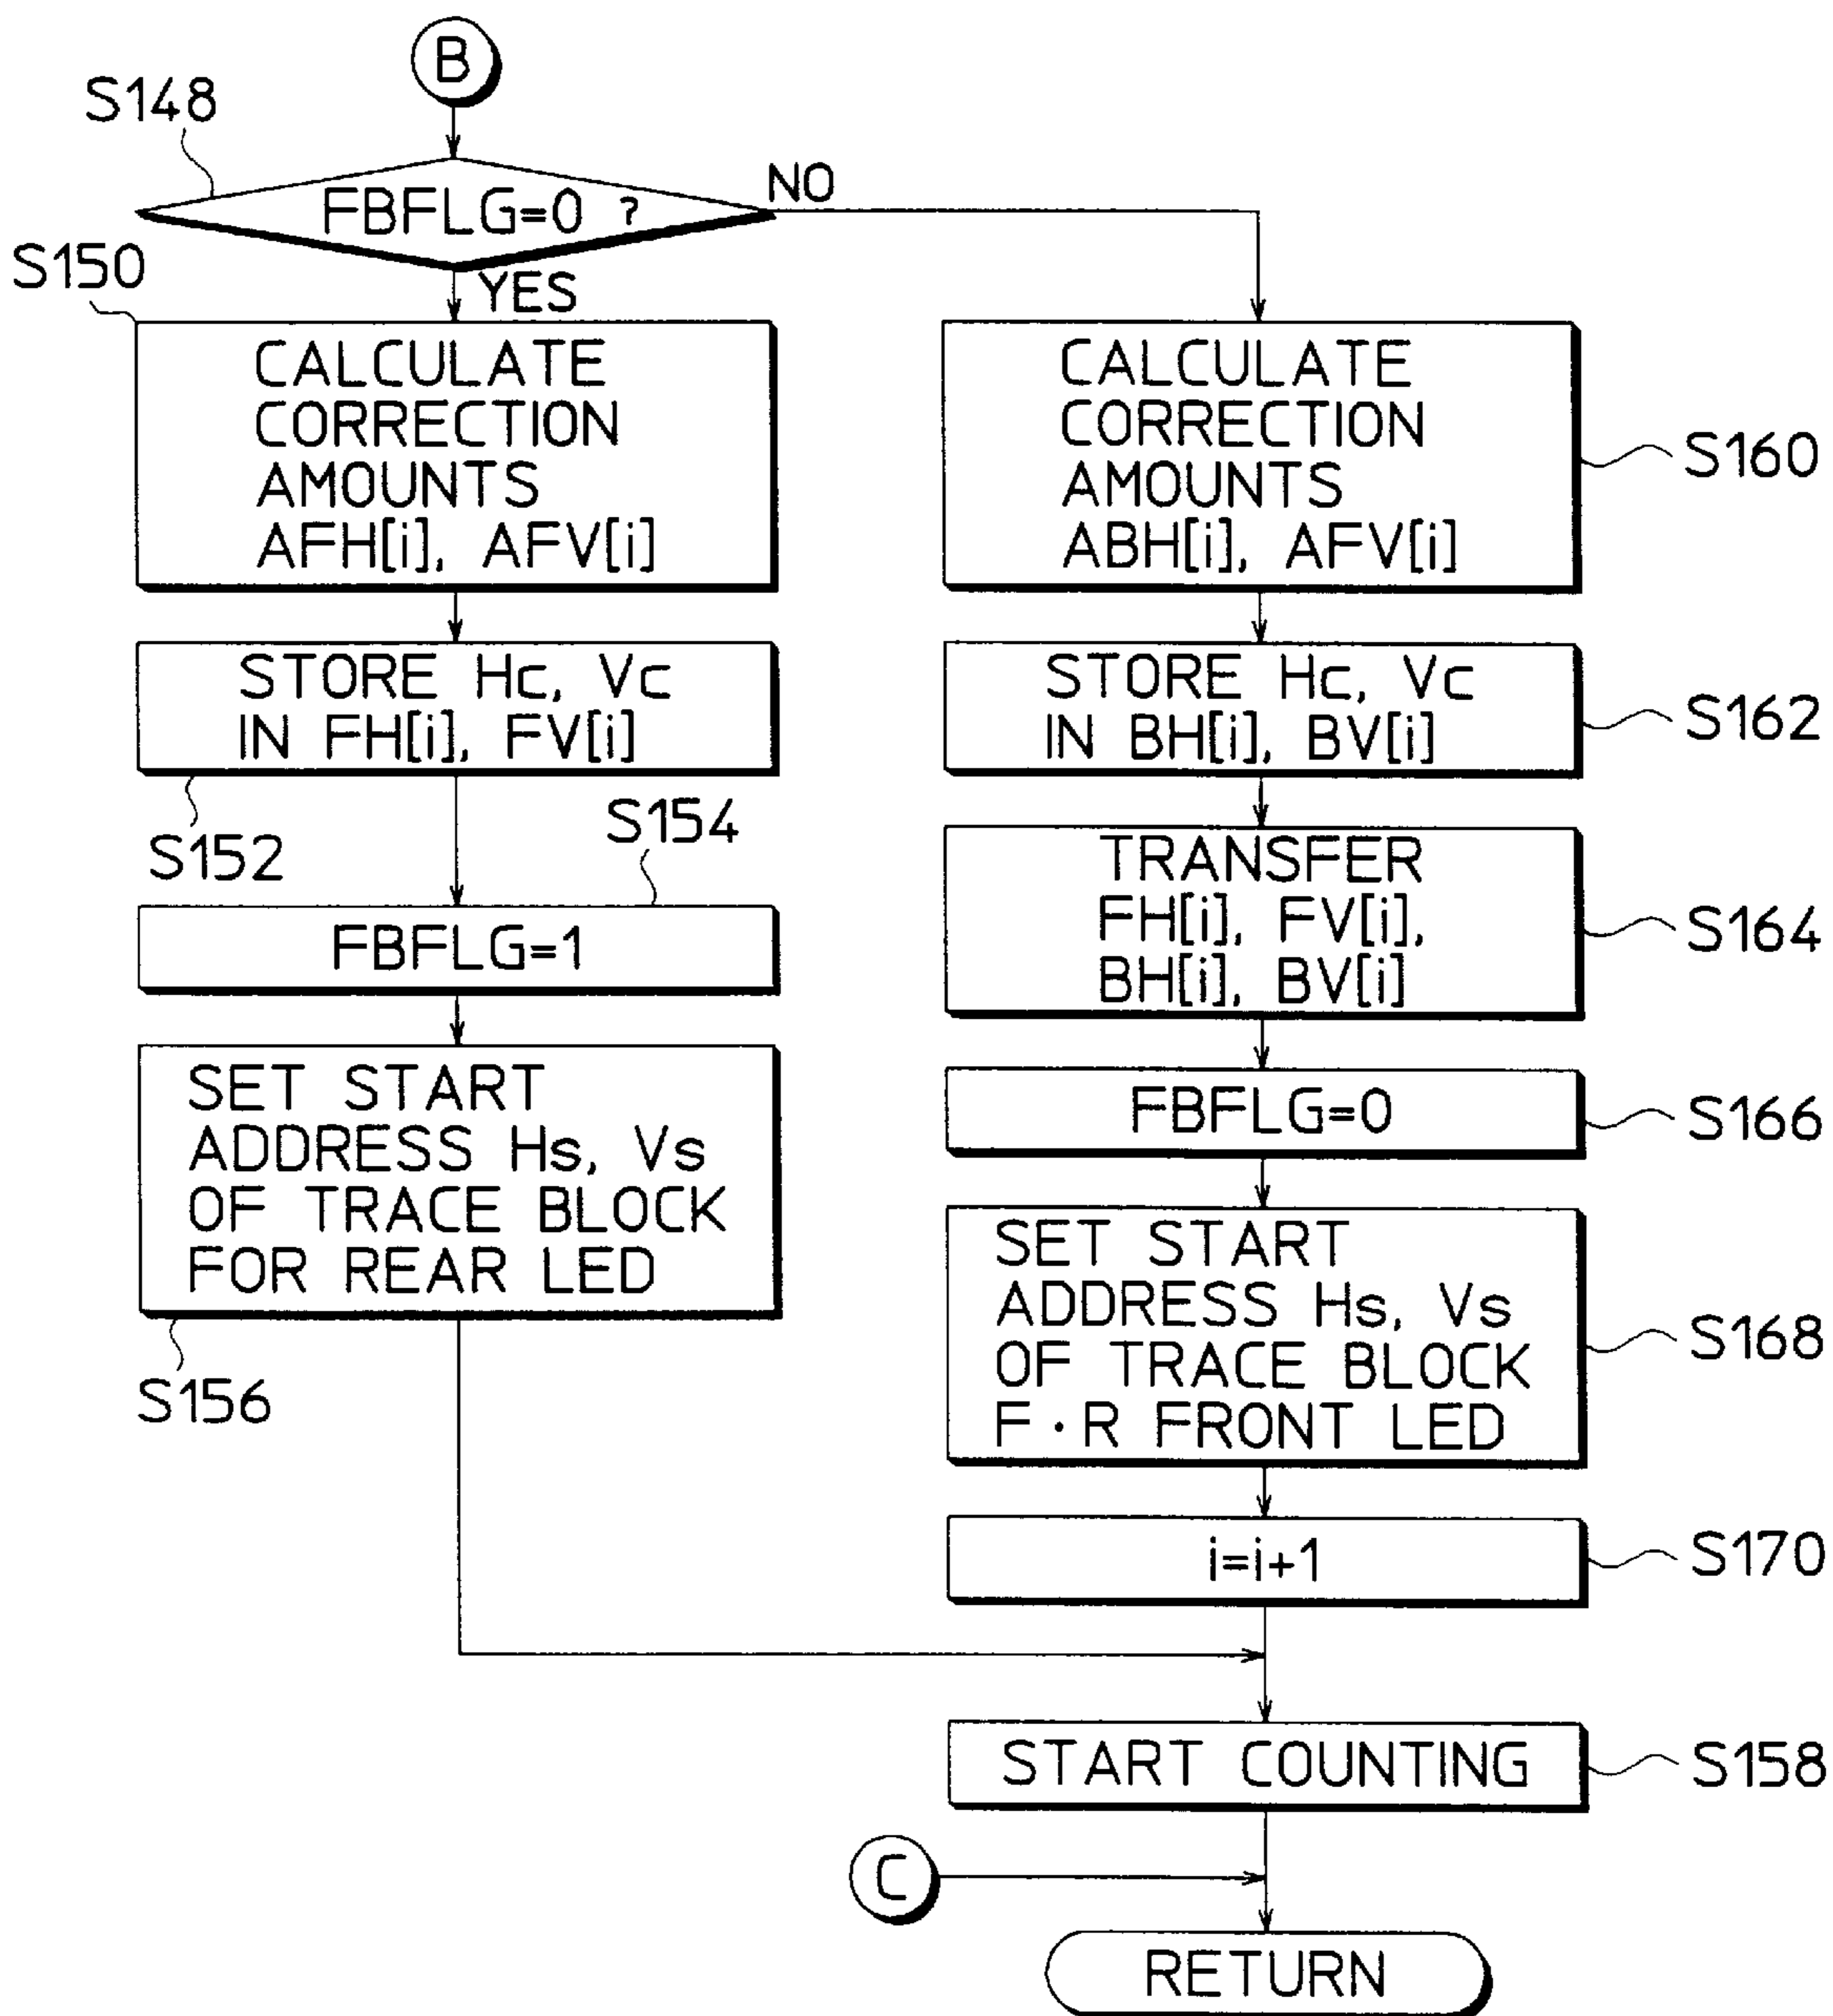 B
S148
FBFLG=0 ?
NO
YES
S150
CALCULATE
CORRECTION
AMOUNTS
AFH[i], AFV[i]
STORE Hc, Vc
IN FH[i], FV[i]
S152
S154
FBFLG=1
SET START
ADDRESS Hs, Vs
OF TRACE BLOCK
FOR REAR LED
S156
CALCULATE
CORRECTION
AMOUNTS
ABH[i], AFV[i]
S160
STORE Hc, Vc
IN BH[i], BV[i]
S162
TRANSFER
FH[i], FV[i],
BH[i], BV[i]
S164
FBFLG=0
S166
SET START
ADDRESS Hs, Vs
OF TRACE BLOCK
F·R FRONT LED
S168
i=i+1
S170
START COUNTING
S158
C
RETURN